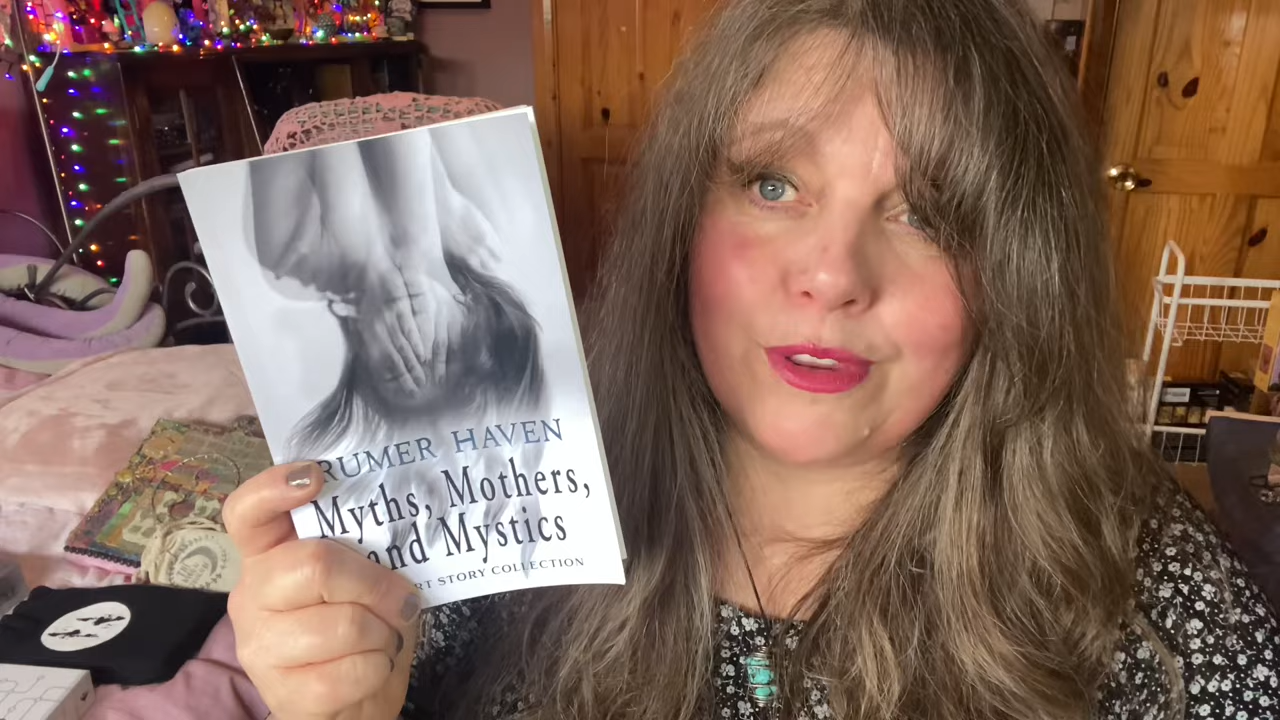 RUMER HAVEN
Myths, Mothers,
and Mystics
RT STORY COLLECTION